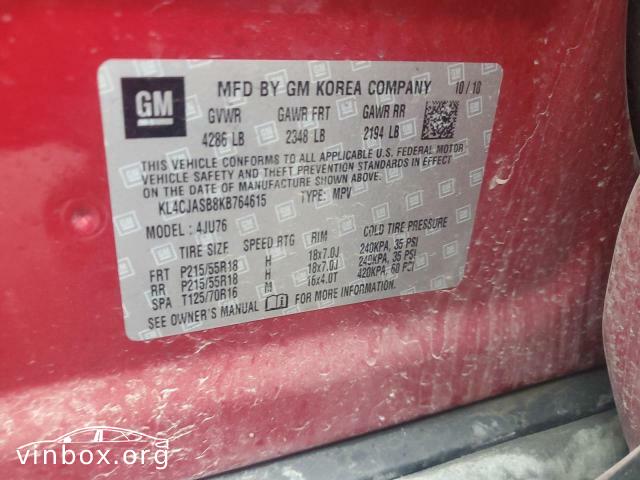 GM
MFD BY GM KOREA COMPANY 10/18
GVWR GAWR FRT GAWR RR
4286 LB 2348 LB 2194 LB
THIS VEHICLE CONFORMS TO ALL APPLICABLE U.S. FEDERAL MOTOR
VEHICLE SAFETY AND THEFT PREVENTION STANDARDS IN EFFECT
ON THE DATE OF MANUFACTURE SHOWN ABOVE.
KL4CJASB8KB764615 TYPE: MPV
MODEL: 4JU76
TIRE SIZE SPEED RTG RIM COLD TIRE PRESSURE
FRT P215/55R18 H 18x7.0J 240KPA, 35 PSI
RR P215/55R18 H 18x7.0J 240KPA, 35 PSI
SPA T125/70R16 M 16x4.0T 420KPA, 60 PSI
SEE OWNER'S MANUAL FOR MORE INFORMATION.
vinbox.org